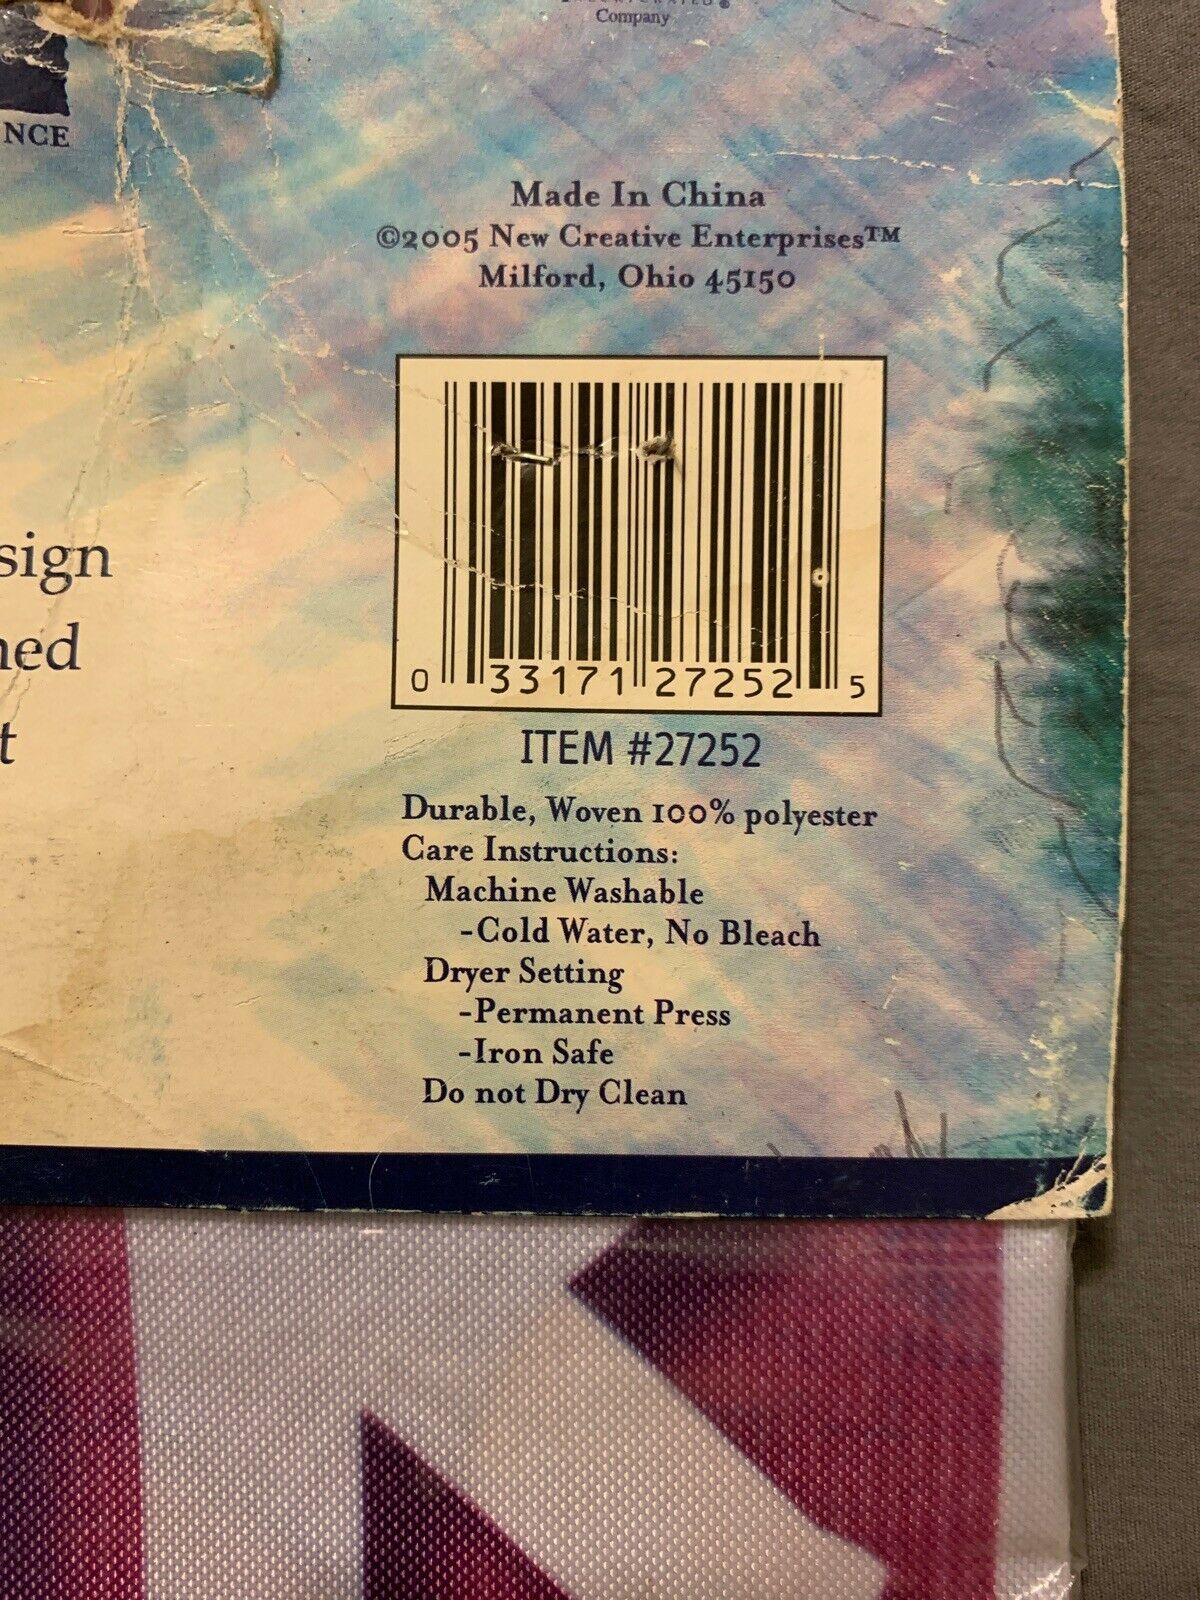 Company
NCE
Made In China
©2005 New Creative Enterprises™
Milford, Ohio 45150
sign
ned
t
0 33171 27252 5
ITEM #27252
Durable, Woven 100% polyester
Care Instructions:
Machine Washable
-Cold Water, No Bleach
Dryer Setting
-Permanent Press
-Iron Safe
Do not Dry Clean